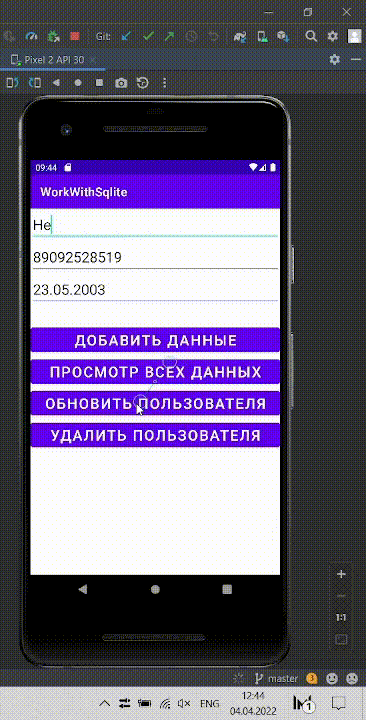 Git:
Pixel 2 API 30
09:44
WorkWithSqlite
Не
89092528519
23.05.2003
ДОБАВИТЬ ДАННЫЕ
ПРОСМОТР ВСЕХ ДАННЫХ
ОБНОВИТЬ ПОЛЬЗОВАТЕЛЯ
УДАЛИТЬ ПОЛЬЗОВАТЕЛЯ
1:1
master
3
ENG
12:44
04.04.2022
1